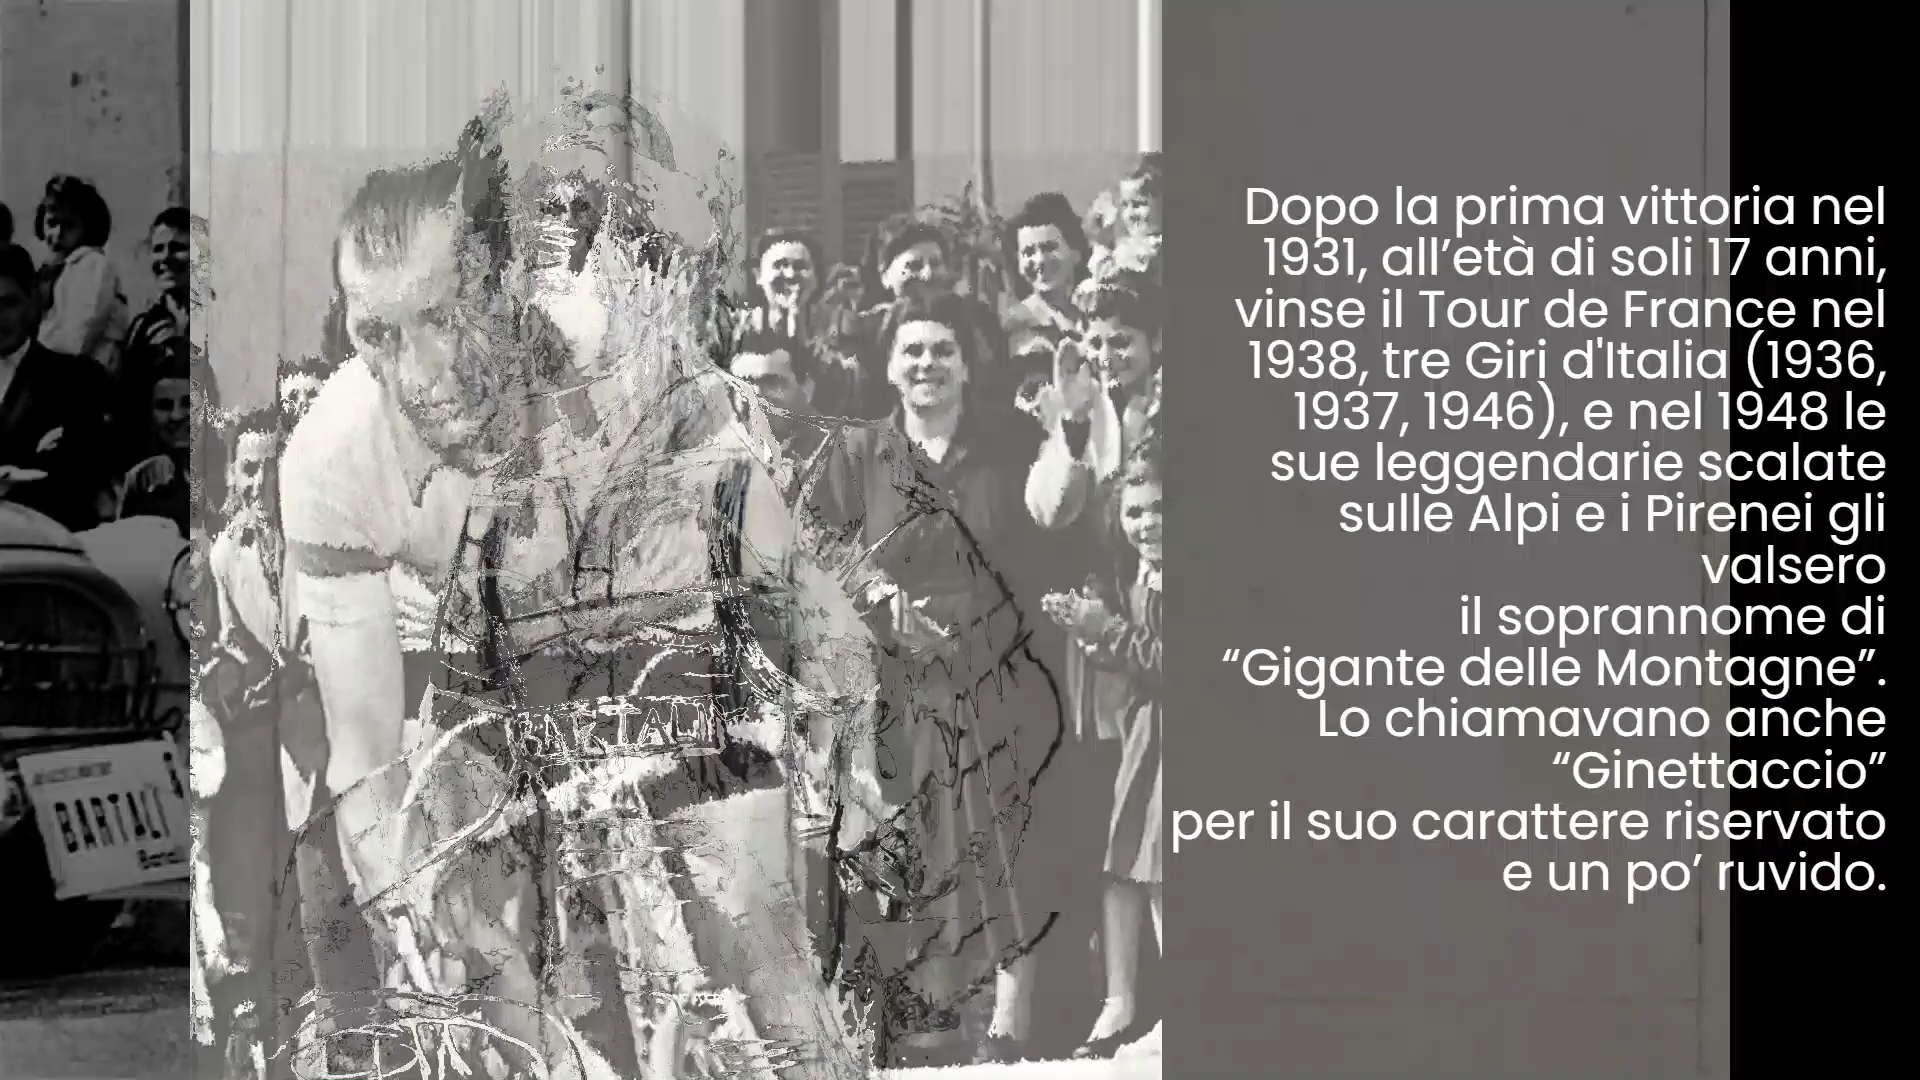 Dopo la prima vittoria nel
1931, all’età di soli 17 anni,
vinse il Tour de France nel
1938, tre Giri d'Italia (1936,
1937, 1946), e nel 1948 le
sue leggendarie scalate
sulle Alpi e i Pirenei gli
valsero
il soprannome di
“Gigante delle Montagne”.
Lo chiamavano anche
“Ginettaccio”
per il suo carattere riservato
e un po’ ruvido.
BARTALI
BARTALI